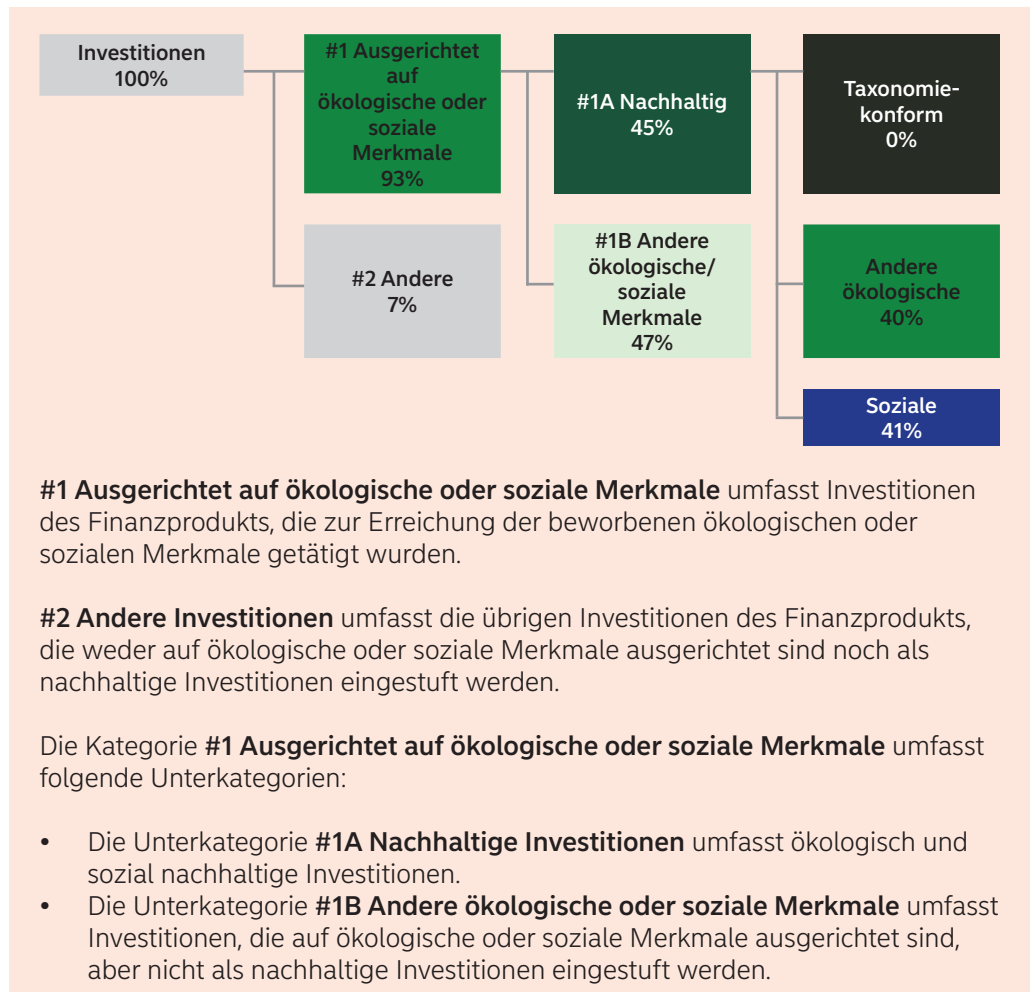 Investitionen
100%
#1 Ausgerichtet
auf
ökologische oder
soziale
Merkmale
93%
#1A Nachhaltig
45%
Taxonomie-
konform
0%
#2 Andere
7%
#1B Andere
ökologische/
soziale
Merkmale
47%
Andere
ökologische
40%
Soziale
41%
#1 Ausgerichtet auf ökologische oder soziale Merkmale umfasst Investitionen
des Finanzprodukts, die zur Erreichung der beworbenen ökologischen oder
sozialen Merkmale getätigt wurden.
#2 Andere Investitionen umfasst die übrigen Investitionen des Finanzprodukts,
die weder auf ökologische oder soziale Merkmale ausgerichtet sind noch als
nachhaltige Investitionen eingestuft werden.
Die Kategorie #1 Ausgerichtet auf ökologische oder soziale Merkmale umfasst
folgende Unterkategorien:
• Die Unterkategorie #1A Nachhaltige Investitionen umfasst ökologisch und
sozial nachhaltige Investitionen.
• Die Unterkategorie #1B Andere ökologische oder soziale Merkmale umfasst
Investitionen, die auf ökologische oder soziale Merkmale ausgerichtet sind,
aber nicht als nachhaltige Investitionen eingestuft werden.